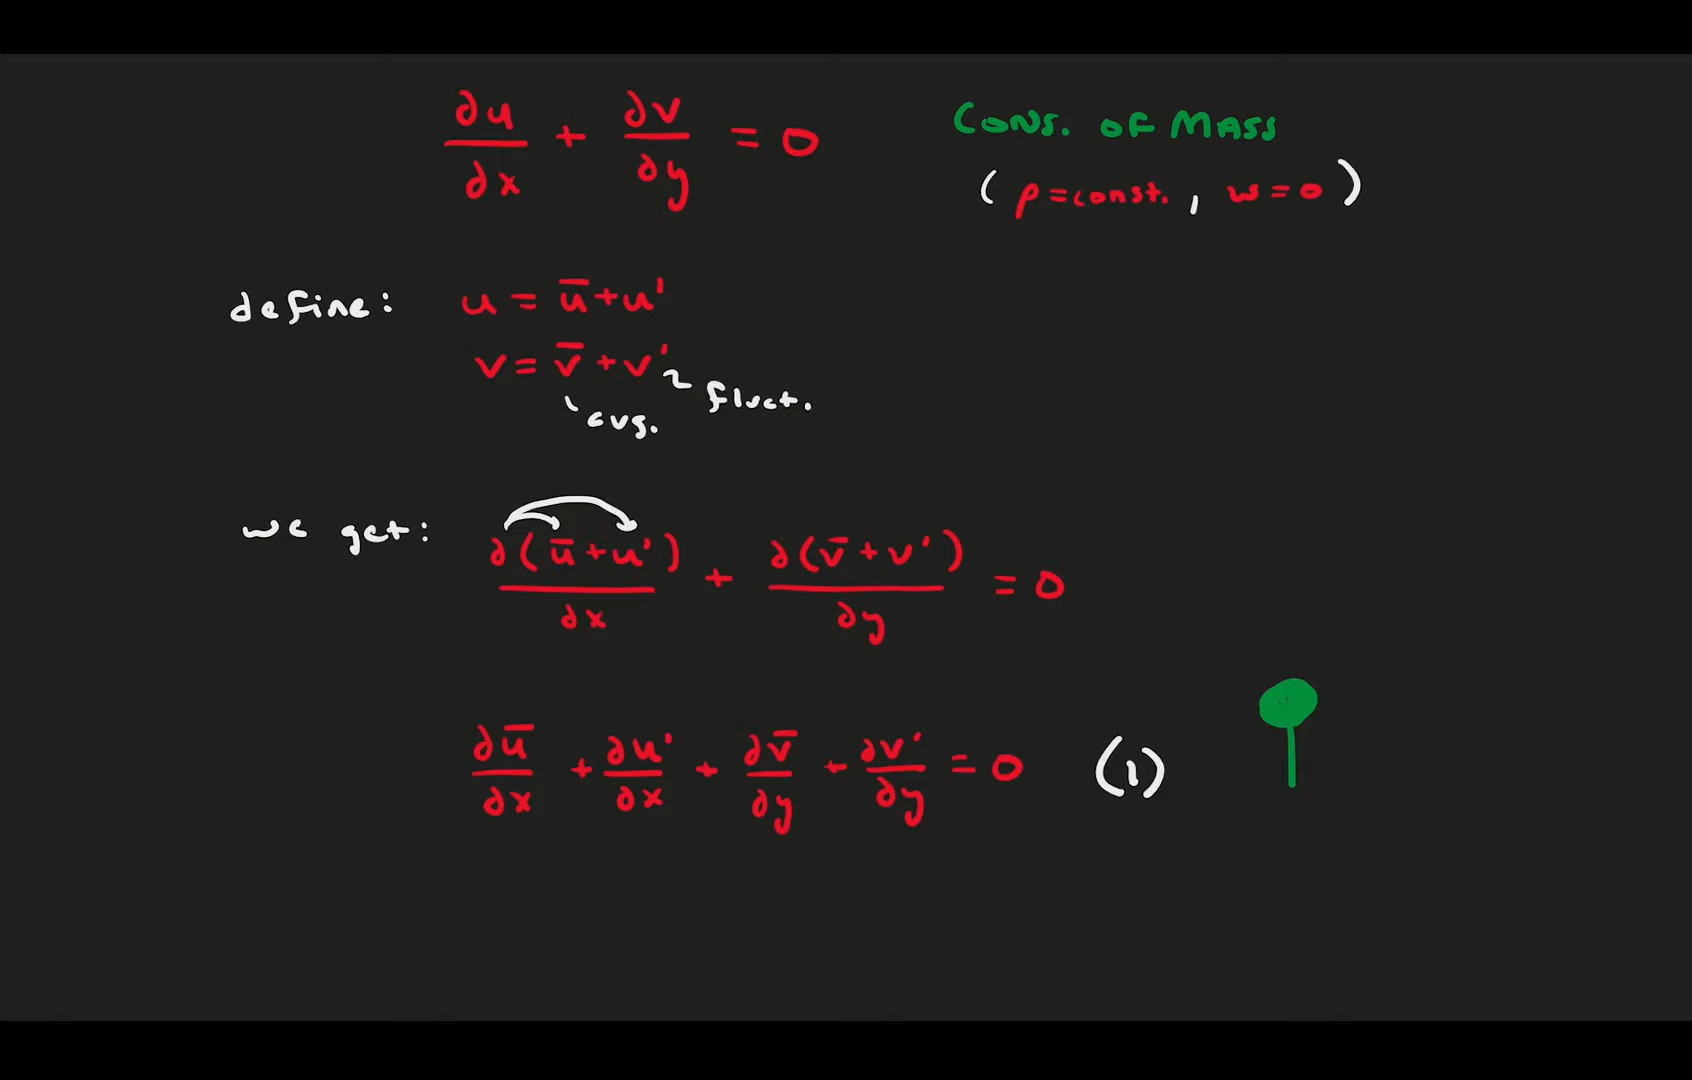 ∂u/∂x + ∂v/∂y = 0
CONS. OF MASS
(ρ = const., w = 0)
define: u = u̅ + u'
v = v̅ + v'
fluct.
avg.
we get: ∂(u̅ + u')/∂x + ∂(v̅ + v')/∂y = 0
∂u̅/∂x + ∂u'/∂x + ∂v̅/∂y + ∂v'/∂y = 0 (1)